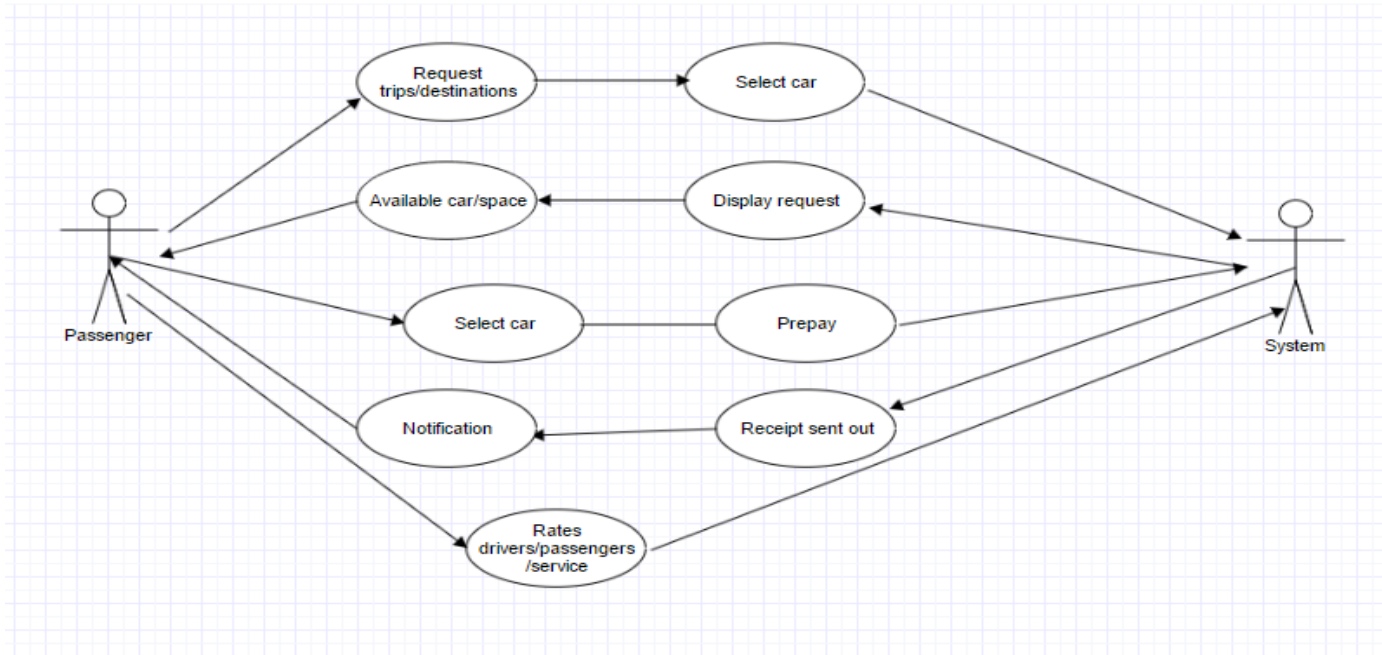 Request
trips/destinations
Select car
Available car/space
Display request
Select car
Prepay
Passenger
System
Notification
Receipt sent out
Rates
drivers/passengers
/service